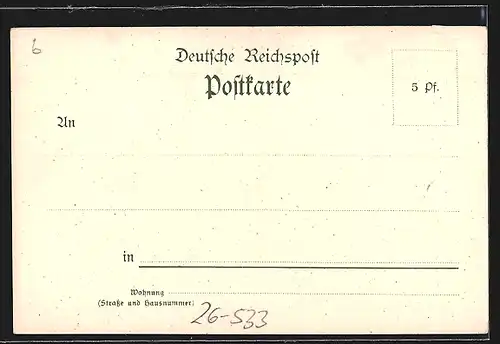 6
Deutsche Reichspost
Postkarte
5 Pf.
An
in
Wohnung
(Straße und Hausnummer)
26-533